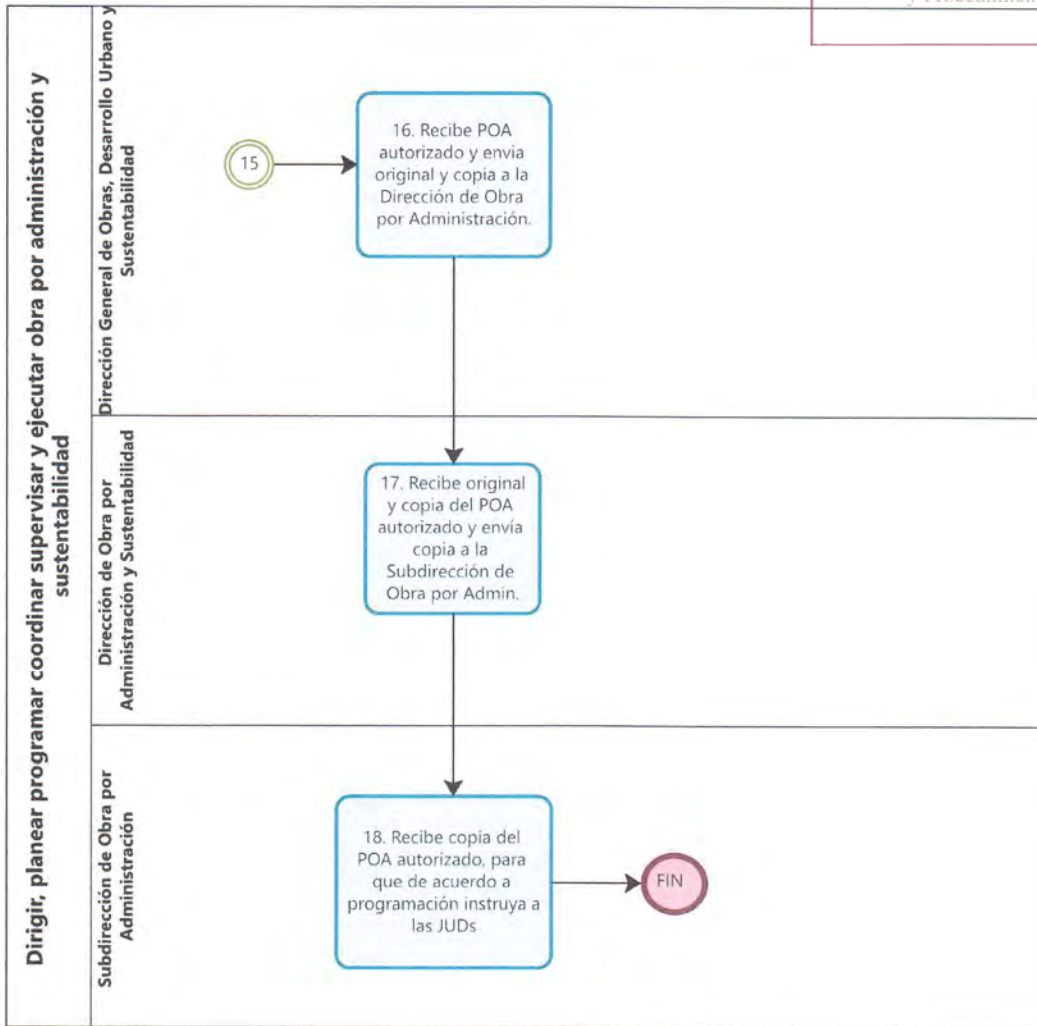 Dirigir, planear programar coordinar supervisar y ejecutar obra por administración y
sustentabilidad
Dirección General de Obras, Desarrollo Urbano y
Sustentabilidad
15
16. Recibe POA
autorizado y envia
original y copia a la
Dirección de Obra
por Administración.
Dirección de Obra por
Administración y Sustentabilidad
17. Recibe original
y copia del POA
autorizado y envía
copia a la
Subdirección de
Obra por Admin.
Subdirección de Obra por
Administración
18. Recibe copia del
POA autorizado, para
que de acuerdo a
programación instruya a
las JUDs
FIN